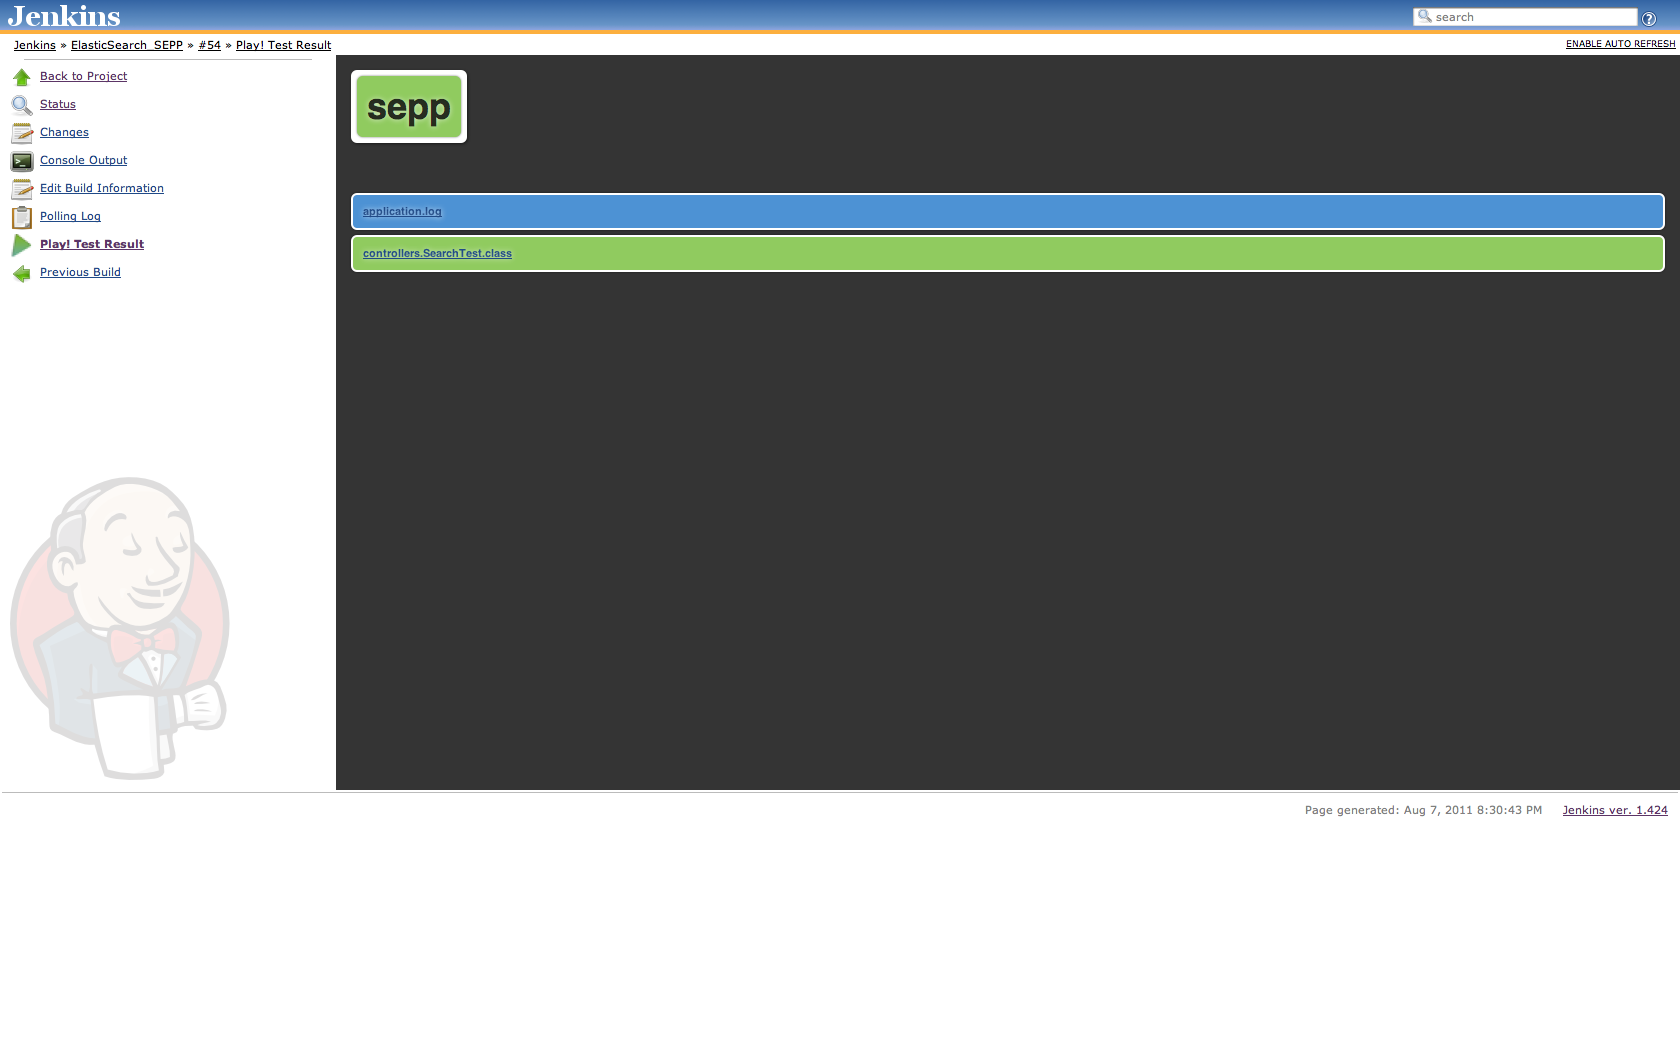 Jenkins
search
Jenkins » ElasticSearch_SEPP » #54 » Play! Test Result
ENABLE AUTO REFRESH
Back to Project
Status
Changes
Console Output
Edit Build Information
Polling Log
Play! Test Result
Previous Build
sepp
application.log
controllers.SearchTest.class
Page generated: Aug 7, 2011 8:30:43 PM Jenkins ver. 1.424